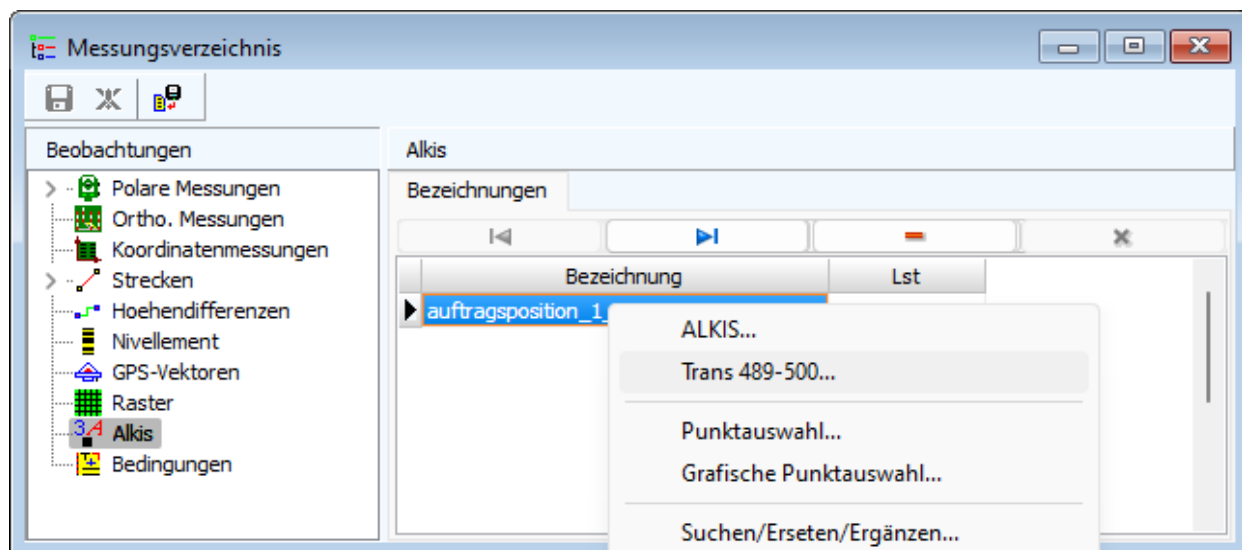 Messungsverzeichnis
Beobachtungen
Alkis
Polare Messungen
Ortho. Messungen
Koordinatenmessungen
Strecken
Hoehendifferenzen
Nivellement
GPS-Vektoren
Raster
Alkis
Bedingungen
Bezeichnungen
Bezeichnung Lst
auftragsposition_1_
ALKIS...
Trans 489-500...
Punktauswahl...
Grafische Punktauswahl...
Suchen/Erseten/Ergänzen...